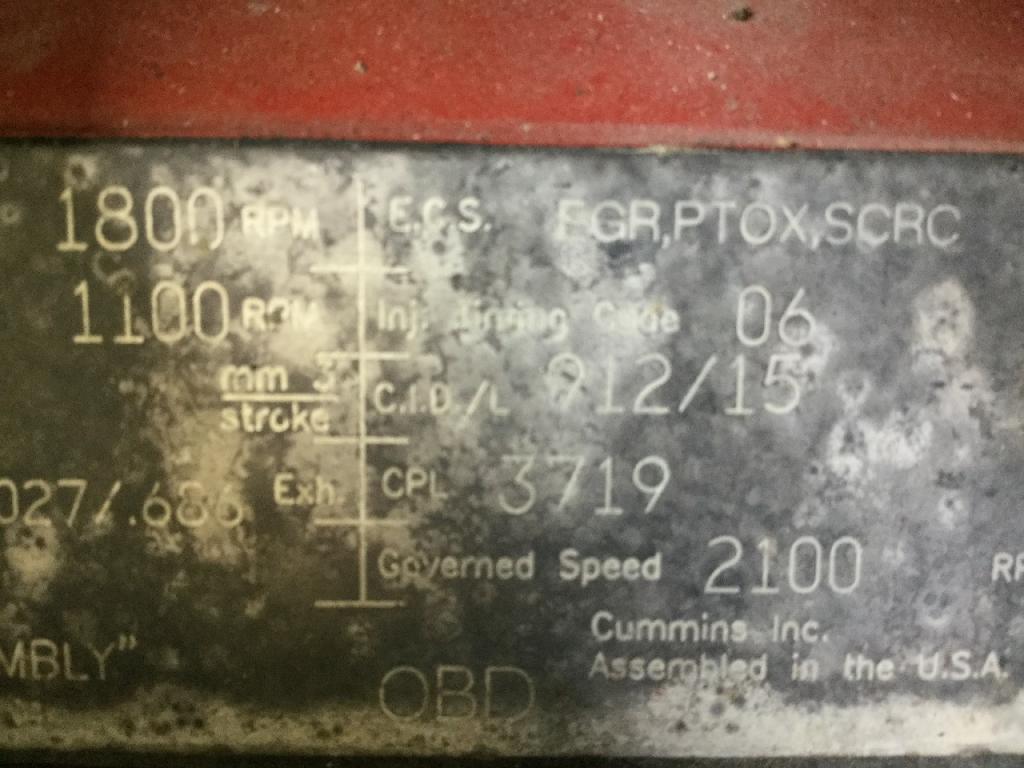 1800 RPM E.C.S. EGR,PTOX,SCRC
1100 RPM Inj. Timing Code 06
mm 3
stroke C.I.D./L 912/15
027/.686 Exh. CPL 3719
Governed Speed 2100
Cummins Inc.
MBLY" Assembled in the U.S.A.
OBD